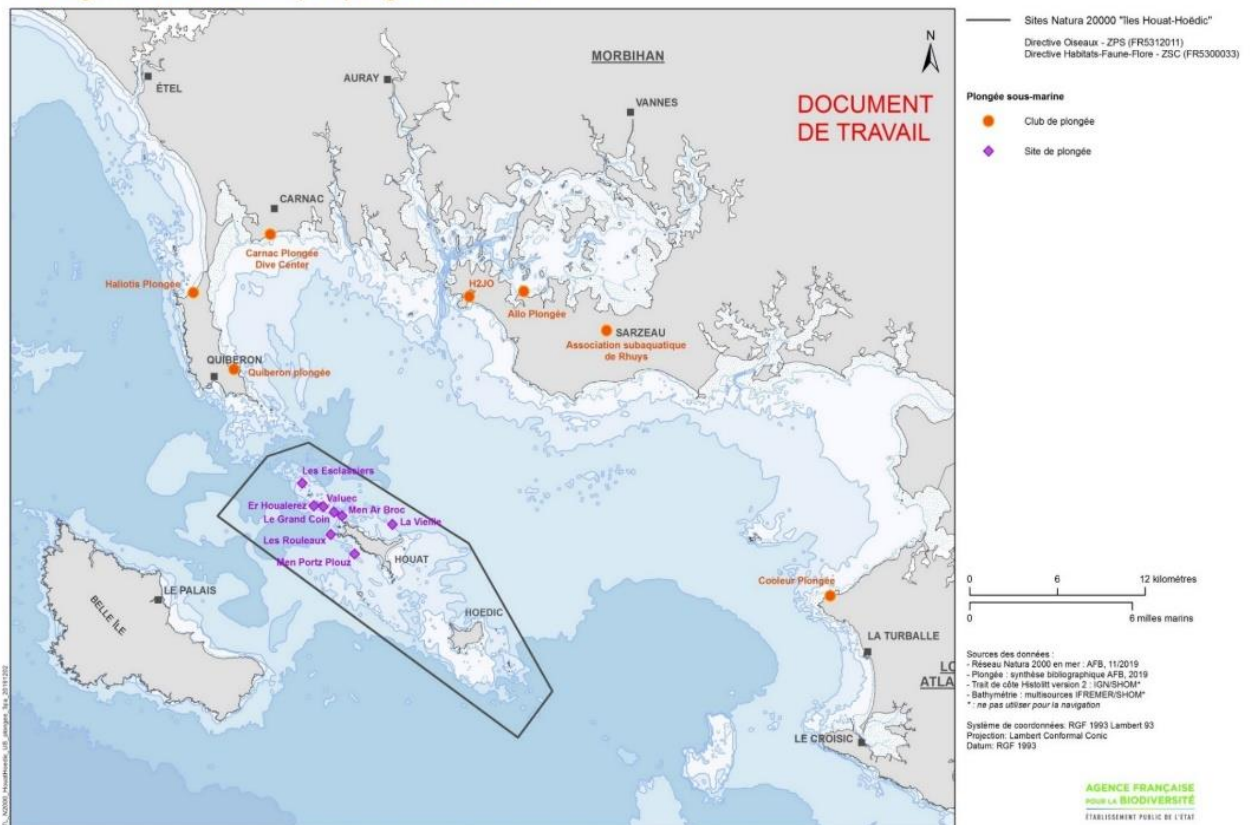 MORBIHAN
N
DOCUMENT
DE TRAVAIL
ÉTEL
AURAY
VANNES
CARNAC
Carnac Plongée
Dive Center
Haliotis Plongée
H2JO
Allo Plongée
SARZEAU
Association subaquatique
de Rhuys
QUIBERON
Quiberon plongée
Les Esclassiers
Valuec
Er Houalerez
Men Ar Broc
Le Grand Coin
La Vieille
Les Rouleaux
HOUAT
Men Portz Plouz
Cooleur Plongée
LE PALAIS
BELLE ÎLE
HOEDIC
LA TURBALLE
LO
ATLA
LE CROISIC
Sites Natura 20000 "îles Houat-Hoëdic"
Directive Oiseaux - ZPS (FR5312011)
Directive Habitats-Faune-Flore - ZSC (FR5300033)
Plongée sous-marine
Club de plongée
Site de plongée
0 6 12 kilomètres
0 6 milles marins
Sources des données :
- Réseau Natura 2000 en mer : AFB, 11/2019
- Plongée : synthèse bibliographique AFB, 2019
- Trait de côte Histolitt version 2 : IGN/SHOM*
- Bathymétrie : multisources IFREMER/SHOM*
* : ne pas utiliser pour la navigation
Système de coordonnées: RGF 1993 Lambert 93
Projection: Lambert Conformal Conic
Datum: RGF 1993
AGENCE FRANÇAISE
POUR LA BIODIVERSITÉ
ÉTABLISSEMENT PUBLIC DE L'ÉTAT